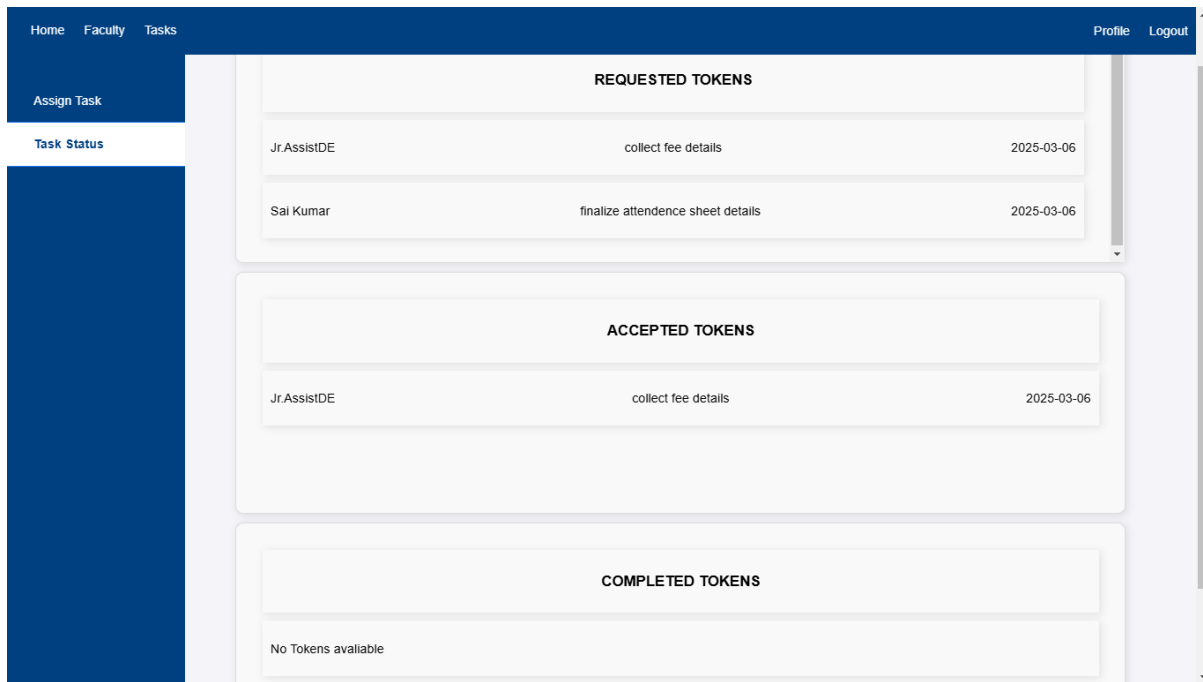 Home Faculty Tasks Profile Logout
Assign Task
Task Status
REQUESTED TOKENS
Jr.AssistDE collect fee details 2025-03-06
Sai Kumar finalize attendence sheet details 2025-03-06
ACCEPTED TOKENS
Jr.AssistDE collect fee details 2025-03-06
COMPLETED TOKENS
No Tokens avaliable